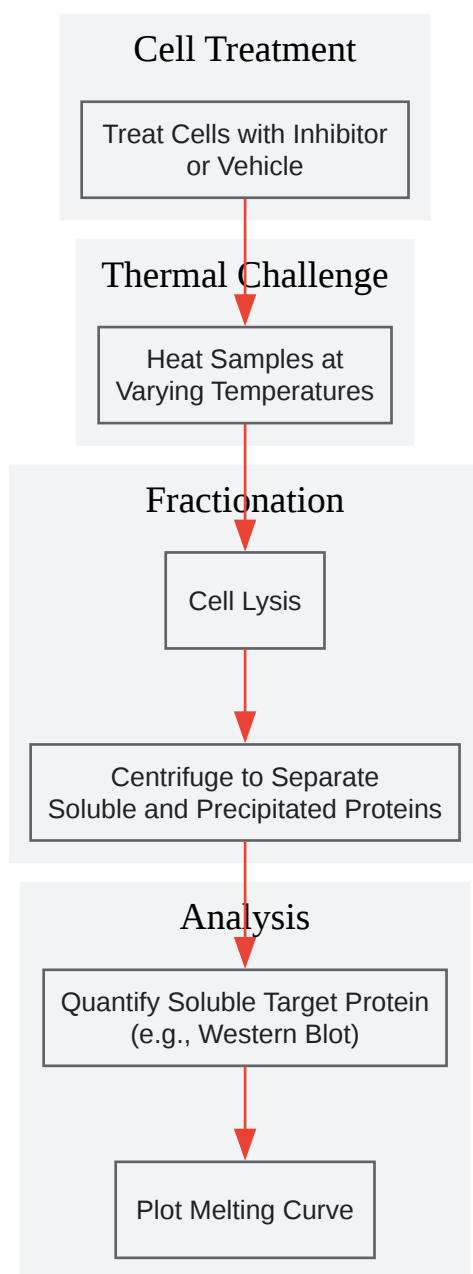 Cell Treatment
Treat Cells with Inhibitor
or Vehicle
Thermal Challenge
Heat Samples at
Varying Temperatures
Fractionation
Cell Lysis
Centrifuge to Separate
Soluble and Precipitated Proteins
Analysis
Quantify Soluble Target Protein
(e.g., Western Blot)
Plot Melting Curve